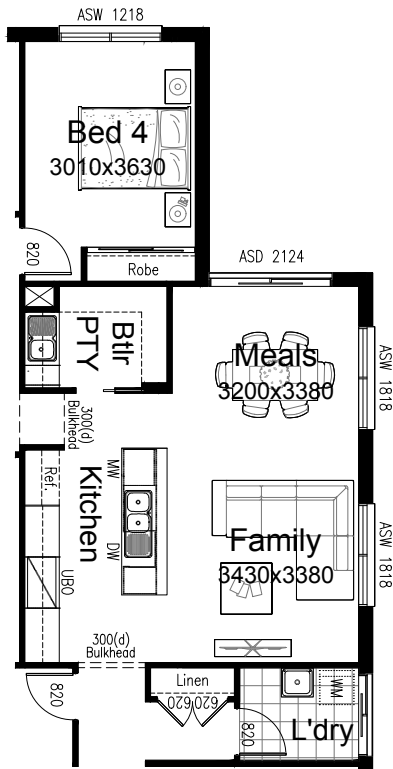 ASW 1218
Bed 4
3010x3630
820
Robe
ASD 2124
Btlr
PTY
Meals
3200x3380
ASW 1818
300(d)
Bulkhead
Kitchen
Ref.
MW
DW
UBO
Family
3430x3380
ASW 1818
300(d)
Bulkhead
820
Linen
620
620
820
WM
L'dry